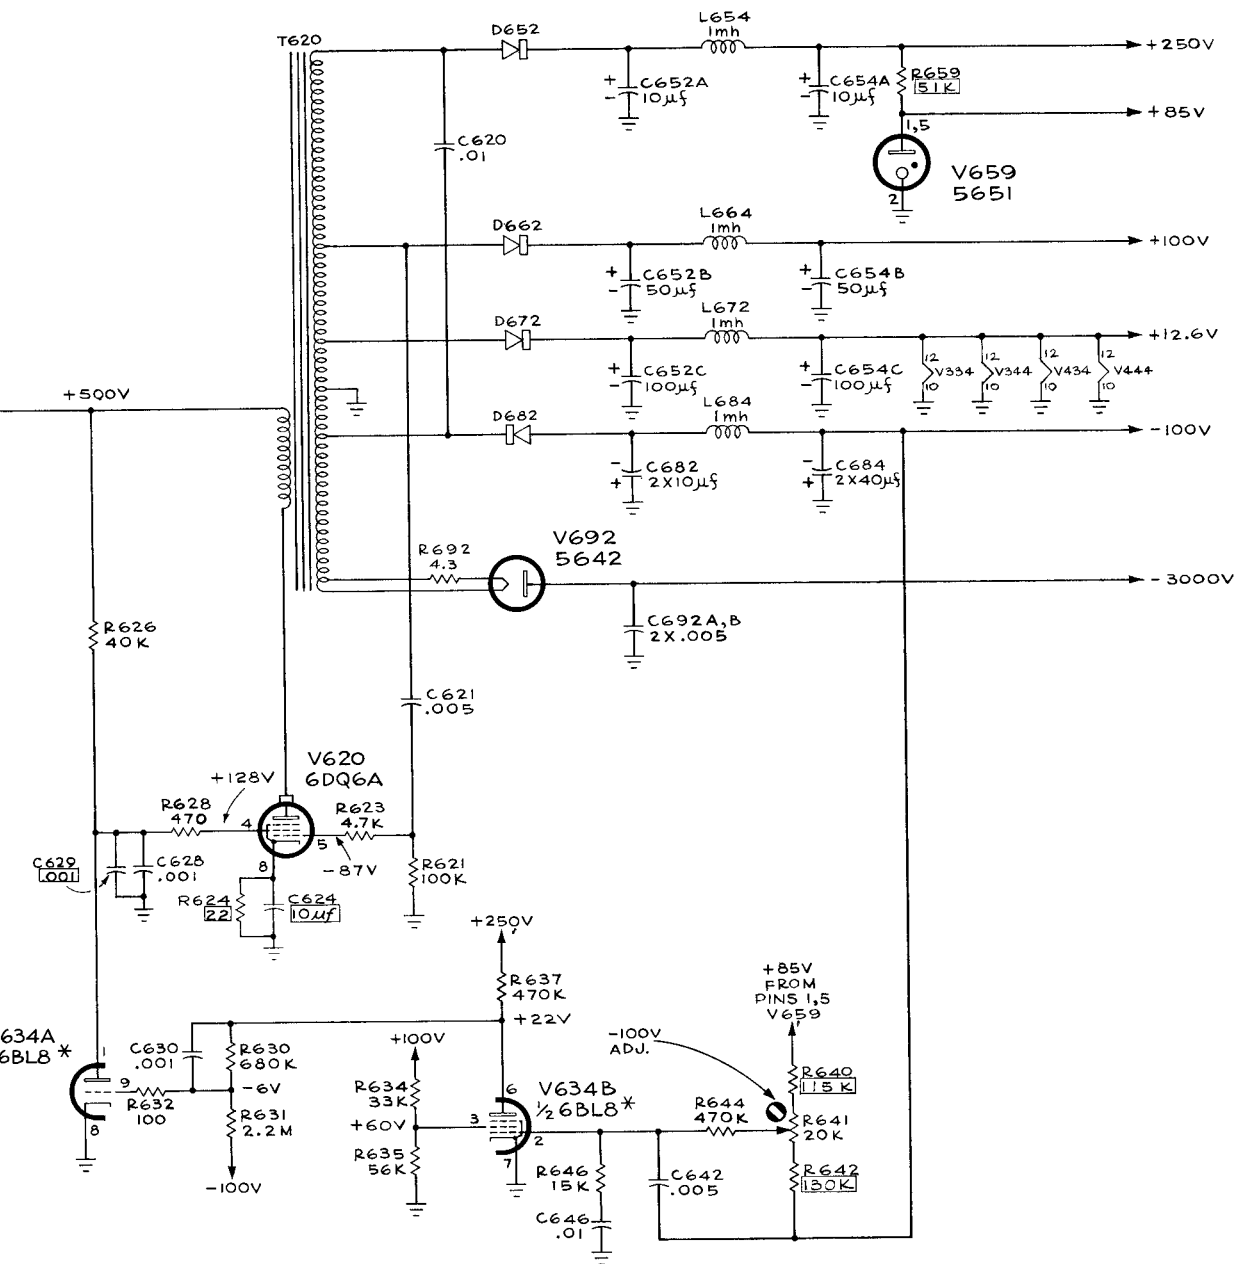 T620
D652
L654
1mh
+250V
C652A
10μf
C654A
10μf
R659
51K
+85V
1,5
C620
.01
V659
5651
2
D662
L664
1mh
+100V
C652B
50μf
C654B
50μf
D672
L672
1mh
+12.6V
C652C
100μf
C654C
100μf
12
V334
10
12
V344
10
12
V434
10
12
V444
10
+500V
D682
L684
1mh
-100V
C682
2X10μf
C684
2X40μf
V692
5642
R692
4.3
-3000V
C692A,B
2X.005
R626
40K
C621
.005
V620
6DQ6A
+128V
R628
470
4
R623
4.7K
5
8
-87V
C629
.001
C628
.001
R621
100K
R624
22
C624
10μf
+250V
R637
470K
+22V
+85V
FROM
PINS 1,5
V659
634A
6BL8*
1
C630
.001
R630
680K
+100V
-100V
ADJ.
9
R632
100
-6V
8
R631
2.2M
-100V
R634
33K
+60V
R635
56K
6
V634B
½6BL8*
3
2
7
R644
470K
R640
115K
R641
20K
R642
130K
R646
15K
C642
.005
C646
.01